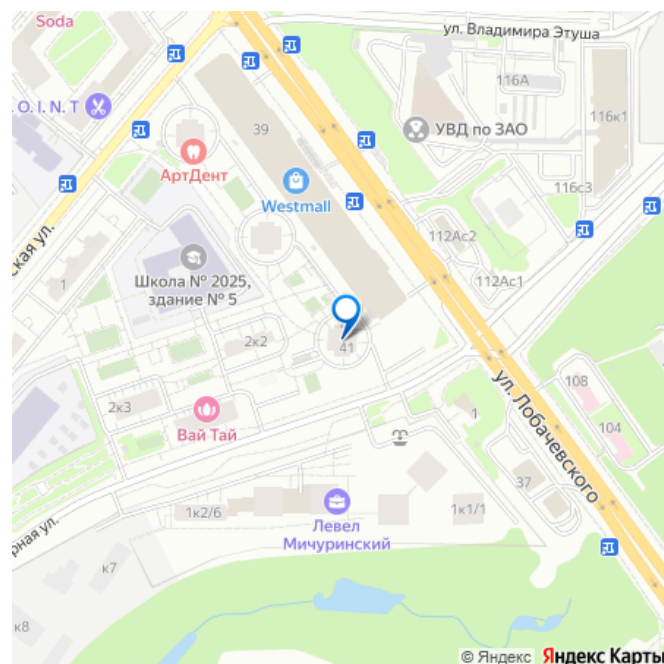 Soda
ул. Владимира Этуша
116А
O. I. N. T
39
УВД по ЗАО
116к1
АртДент
116с3
Westmall
112Ас2
ская ул.
Школа № 2025,
здание № 5
112Ас1
1
2к2
41
2к3
108
Вай Тай
1
104
ул. Лобачевского
37
1к2/6
1к1/1
Левел
Мичуринский
рная ул.
к7
к8
© Яндекс Яндекс Карты